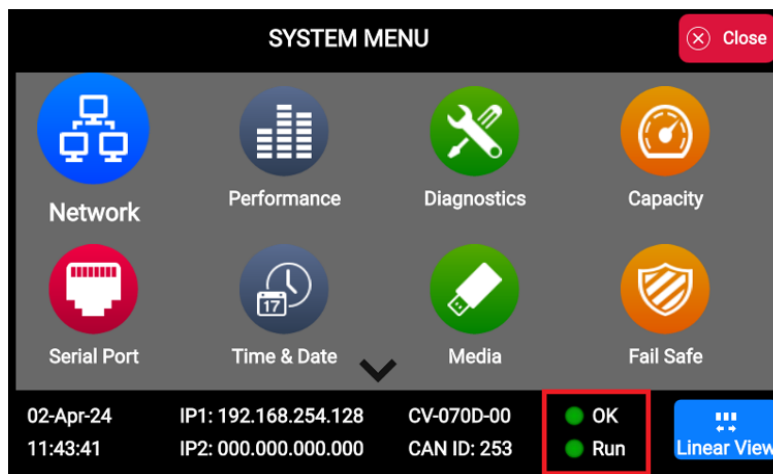 SYSTEM MENU
Close
Network
Performance
Diagnostics
Capacity
Serial Port
17
Time & Date
Media
Fail Safe
02-Apr-24 IP1: 192.168.254.128 CV-070D-00 OK
11:43:41 IP2: 000.000.000.000 CAN ID: 253 Run
Linear View